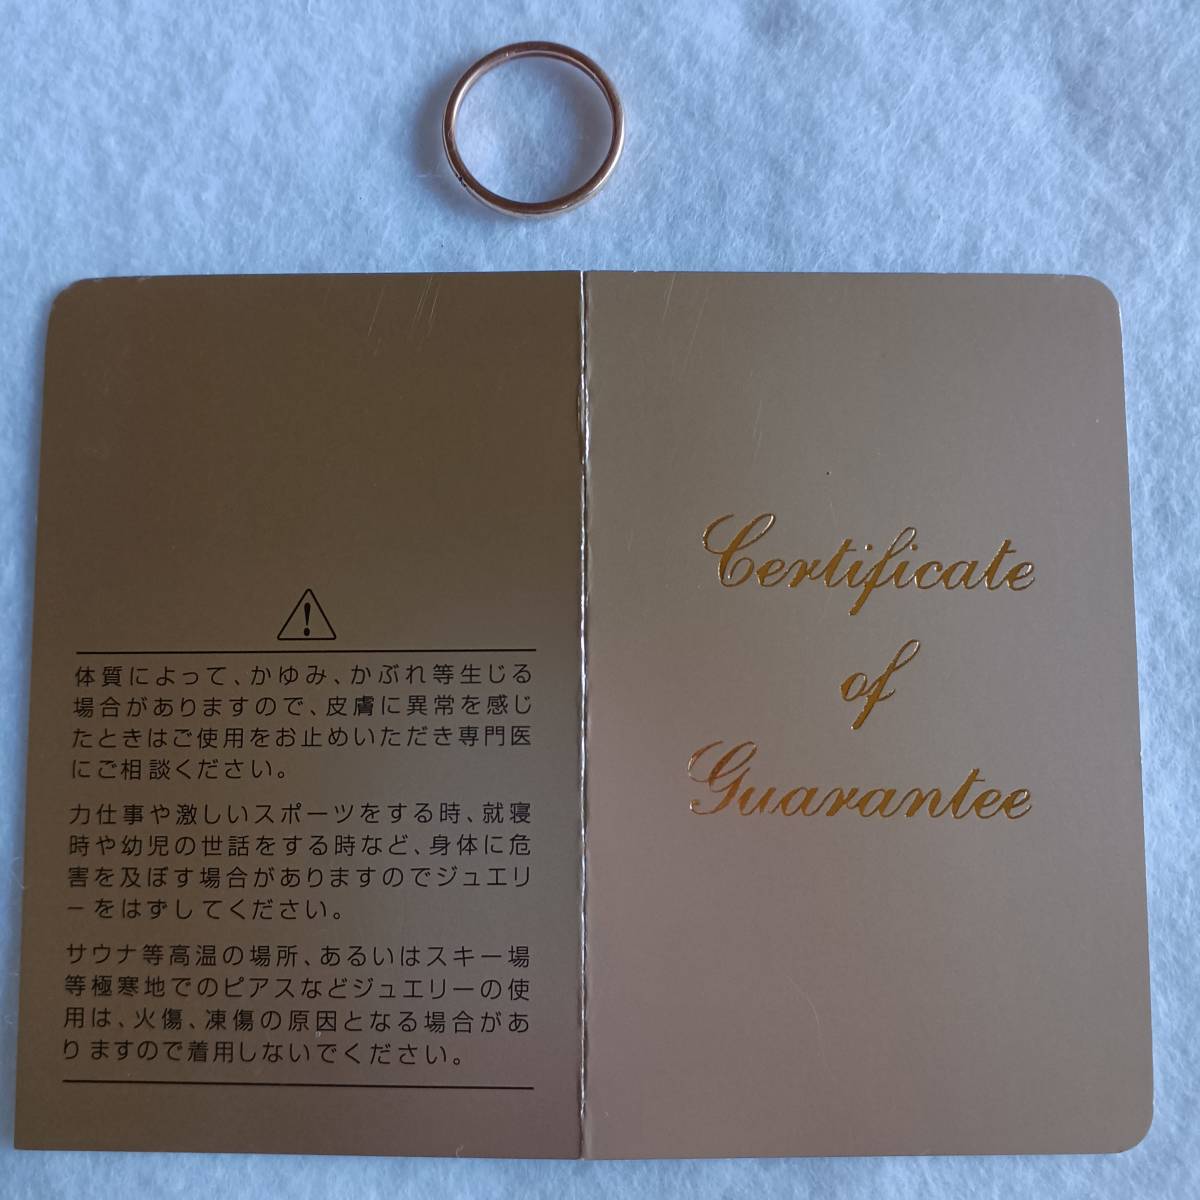 体質によって、かゆみ、かぶれ等生じる
場合がありますので、皮膚に異常を感じ
たときはご使用をお止めいただき専門医
にご相談ください。
力仕事や激しいスポーツをする時、就寝
時や幼児の世話をする時など、身体に危
害を及ぼす場合がありますのでジュエリ
ーをはずしてください。
サウナ等高温の場所、あるいはスキー場
等極寒地でのピアスなどジュエリーの使
用は、火傷、凍傷の原因となる場合があ
りますので着用しないでください。
Certificate
of
Guarantee